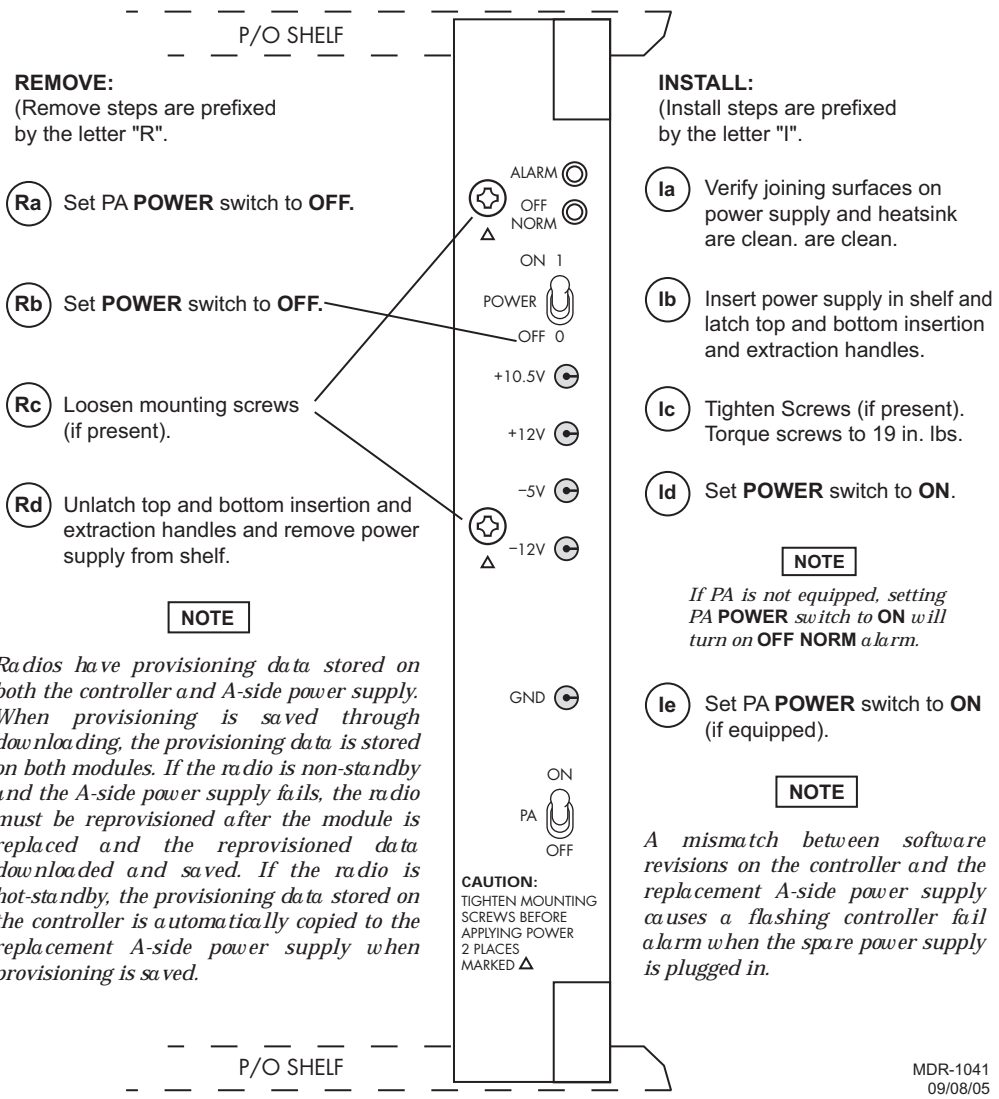 P/O SHELF
REMOVE:
(Remove steps are prefixed
by the letter "R".
Ra Set PA POWER switch to OFF.
Rb Set POWER switch to OFF.
Rc Loosen mounting screws
(if present).
Rd Unlatch top and bottom insertion and
extraction handles and remove power
supply from shelf.
NOTE
Radios have provisioning data stored on
both the controller and A-side power supply.
When provisioning is saved through
downloading, the provisioning data is stored
on both modules. If the radio is non-standby
and the A-side power supply fails, the radio
must be reprovisioned after the module is
replaced and the reprovisioned data
downloaded and saved. If the radio is
hot-standby, the provisioning data stored on
the controller is automatically copied to the
replacement A-side power supply when
provisioning is saved.
ALARM
OFF
NORM
ON 1
POWER
OFF 0
+10.5V
+12V
−5V
−12V
GND
ON
PA
OFF
CAUTION:
TIGHTEN MOUNTING
SCREWS BEFORE
APPLYING POWER
2 PLACES
MARKED Δ
INSTALL:
(Install steps are prefixed
by the letter "I".
Ia Verify joining surfaces on
power supply and heatsink
are clean. are clean.
Ib Insert power supply in shelf and
latch top and bottom insertion
and extraction handles.
Ic Tighten Screws (if present).
Torque screws to 19 in. lbs.
Id Set POWER switch to ON.
NOTE
If PA is not equipped, setting
PA POWER switch to ON will
turn on OFF NORM alarm.
Ie Set PA POWER switch to ON
(if equipped).
NOTE
A mismatch between software
revisions on the controller and the
replacement A-side power supply
causes a flashing controller fail
alarm when the spare power supply
is plugged in.
P/O SHELF
MDR-1041
09/08/05